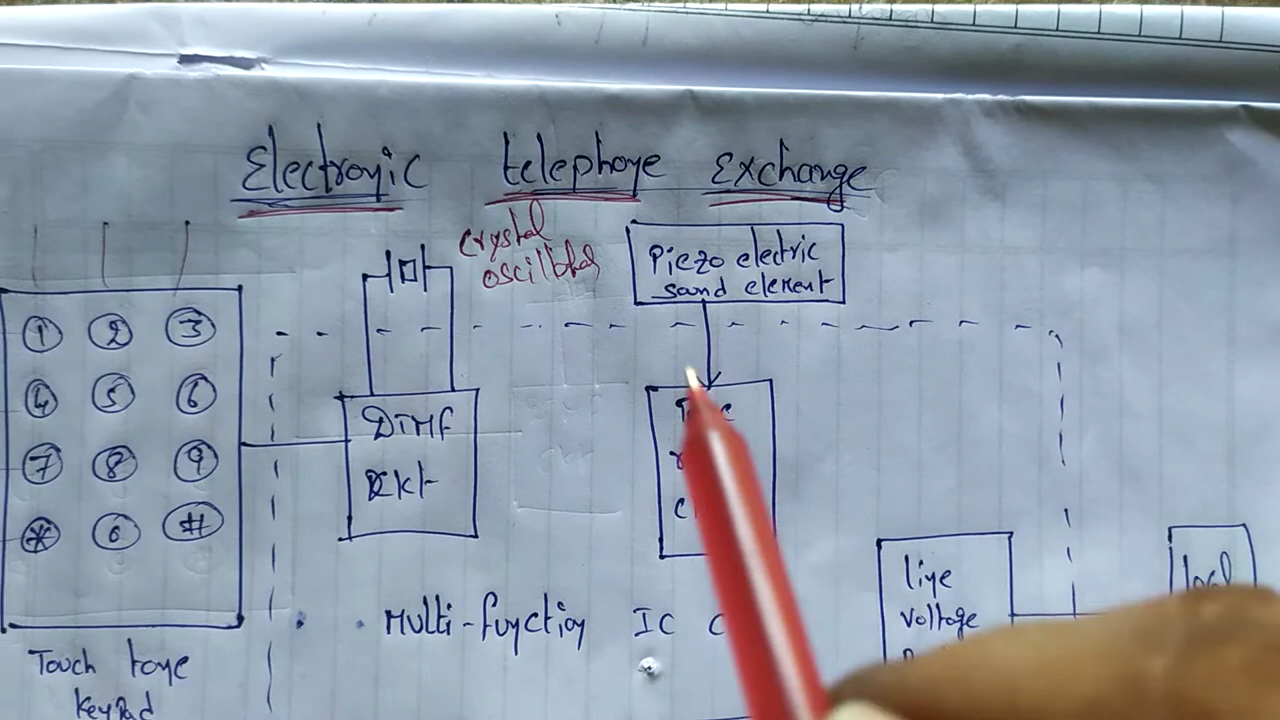 Electronic telephone Exchange
crystal
oscillator
Piezo electric
sound element
1 2 3
4 5 6
7 8 9
* 0 #
DTMF
CKt
line
voltage
local
Multi-function IC
Touch tone
keypad